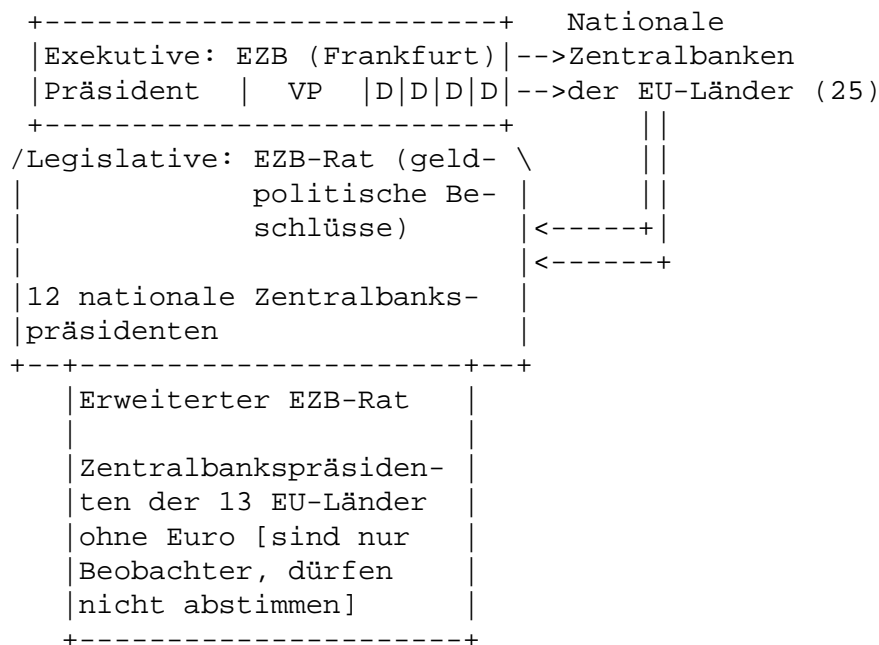 +---------------------------+   Nationale
|Exekutive: EZB (Frankfurt)|-->Zentralbanken
|Präsident  |  VP  |D|D|D|D|-->der EU-Länder (25)
+---------------------------+        ||
/Legislative: EZB-Rat (geld- \       ||
|             politische Be- |       ||
|             schlüsse)      |<-----+|
|                            |<------+
|12 nationale Zentralbanks-  |
|präsidenten                 |
+--+-----------------------+--+
|Erweiterter EZB-Rat   |
|                      |
|Zentralbankspräsiden- |
|ten der 13 EU-Länder  |
|ohne Euro [sind nur   |
|Beobachter, dürfen    |
|nicht abstimmen]      |
+-----------------------+